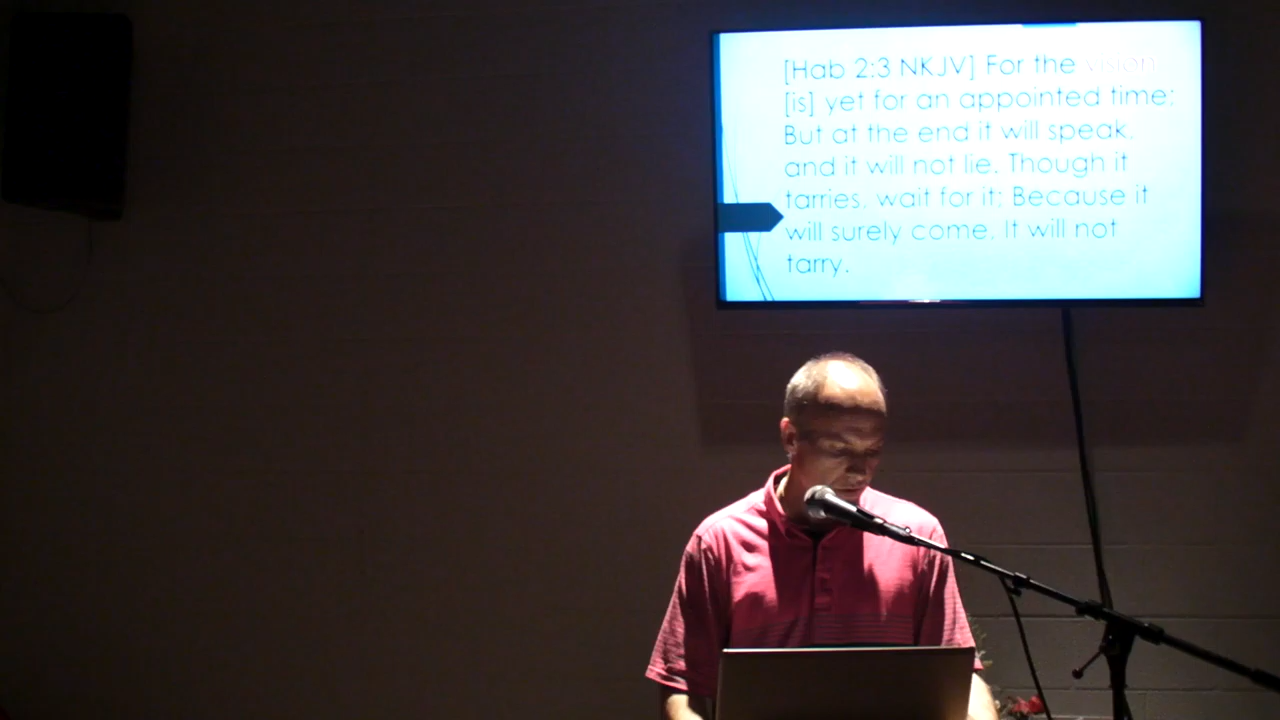 [Hab 2:3 NKJV] For the vision
[is] yet for an appointed time;
But at the end it will speak,
and it will not lie. Though it
tarries, wait for it; Because it
will surely come, It will not
tarry.